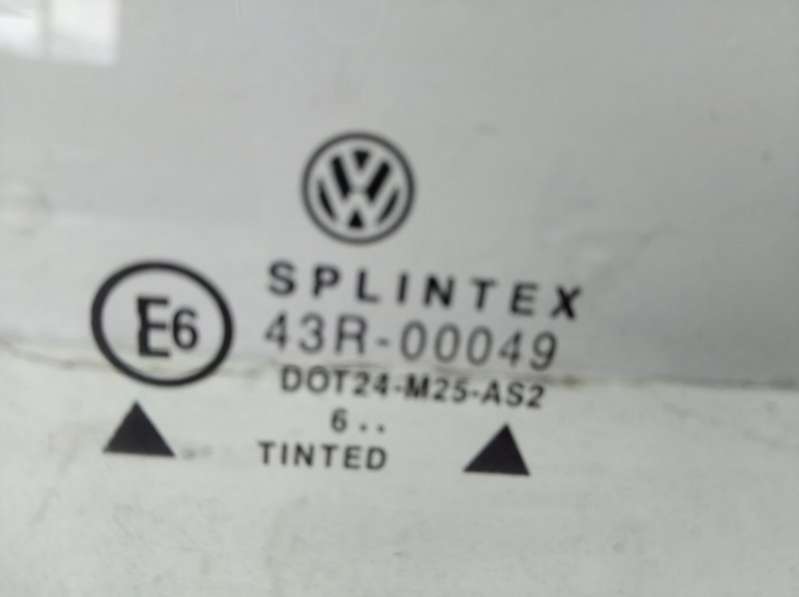 SPLINTEX
E6
43R-00049
DOT24-M25-AS2
6..
TINTED